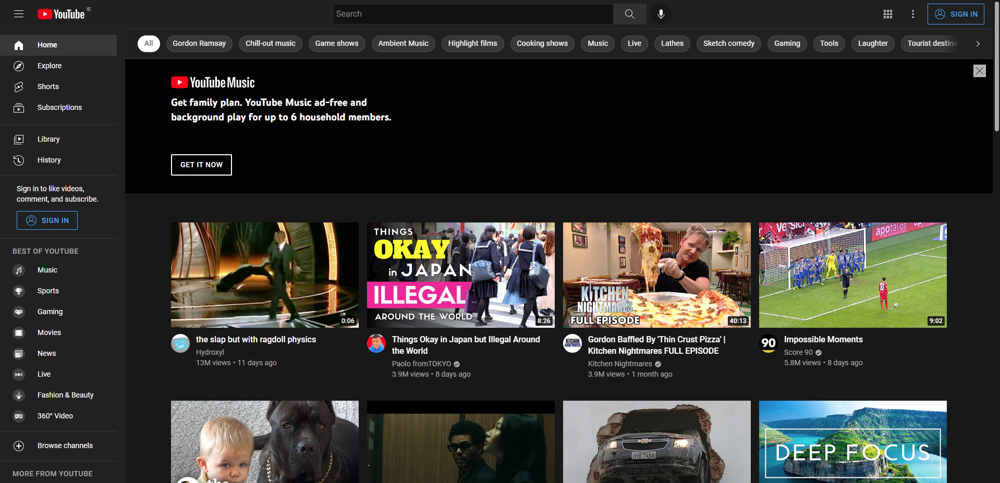 YouTube IE
Search
SIGN IN
Home
Explore
Shorts
Subscriptions
Library
History
Sign in to like videos,
comment, and subscribe.
SIGN IN
BEST OF YOUTUBE
Music
Sports
Gaming
Movies
News
Live
Fashion & Beauty
360° Video
Browse channels
MORE FROM YOUTUBE
All Gordon Ramsay Chill-out music Game shows Ambient Music Highlight films Cooking shows Music Live Lathes Sketch comedy Gaming Tools Laughter Tourist destina
YouTube Music
Get family plan. YouTube Music ad-free and
background play for up to 6 household members.
GET IT NOW
0:06
the slap but with ragdoll physics
Hydroxyl
13M views • 11 days ago
THINGS
OKAY
in JAPAN
ILLEGAL
AROUND THE WORLD
8:26
Things Okay in Japan but Illegal Around
the World
Paolo fromTOKYO
3.9M views • 8 days ago
KITCHEN
NIGHTMARES
FULL EPISODE
40:13
Gordon Baffled By 'Thin Crust Pizza' |
Kitchen Nightmares FULL EPISODE
KITCHEN
NIGHTMARES
Kitchen Nightmares
3.9M views • 1 month ago
apotal.de
9:02
90
Impossible Moments
Score 90
5.8M views • 8 days ago
the
OYD-7454
DEEP FOCUS